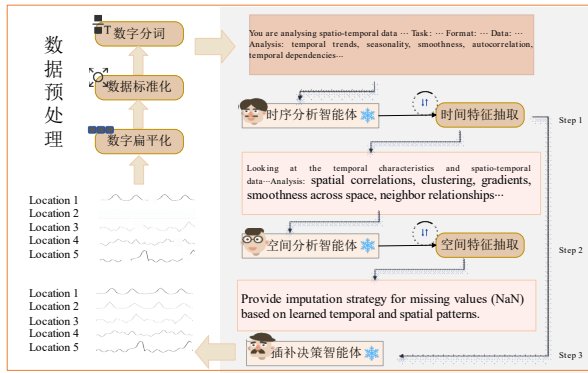 数据预处理
数字分词
T
数据标准化
数字扁平化
Location 1
Location 2
Location 3
Location 4
Location 5
Location 1
Location 2
Location 3
Location 4
Location 5
You are analysing spatio-temporal data ··· Task: ··· Format: ··· Data: ···
Analysis: temporal trends, seasonality, smoothness, autocorrelation,
temporal dependencies···
时序分析智能体
时间特征抽取
Step 1
Looking at the temporal characteristics and spatio-temporal
data···Analysis: spatial correlations, clustering, gradients,
smoothness across space, neighbor relationships···
空间分析智能体
空间特征抽取
Step 2
Provide imputation strategy for missing values (NaN)
based on learned temporal and spatial patterns.
插补决策智能体
Step 3